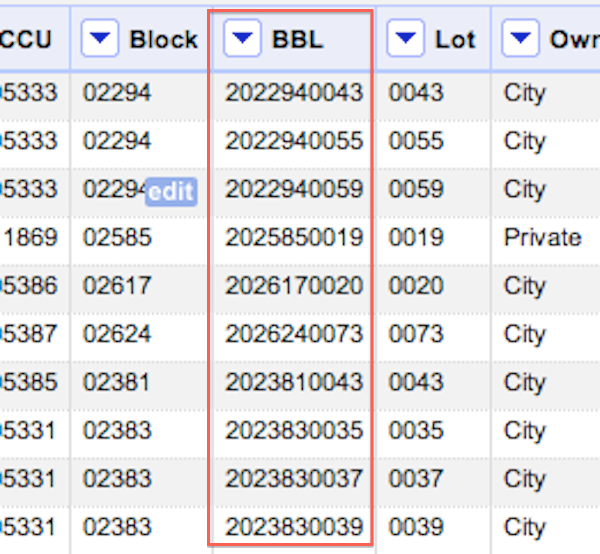 CCU Block BBL Lot Own
05333 02294 2022940043 0043 City
05333 02294 2022940055 0055 City
05333 0229 edit 2022940059 0059 City
1869 02585 2025850019 0019 Private
05386 02617 2026170020 0020 City
05387 02624 2026240073 0073 City
05385 02381 2023810043 0043 City
05331 02383 2023830035 0035 City
05331 02383 2023830037 0037 City
05331 02383 2023830039 0039 City